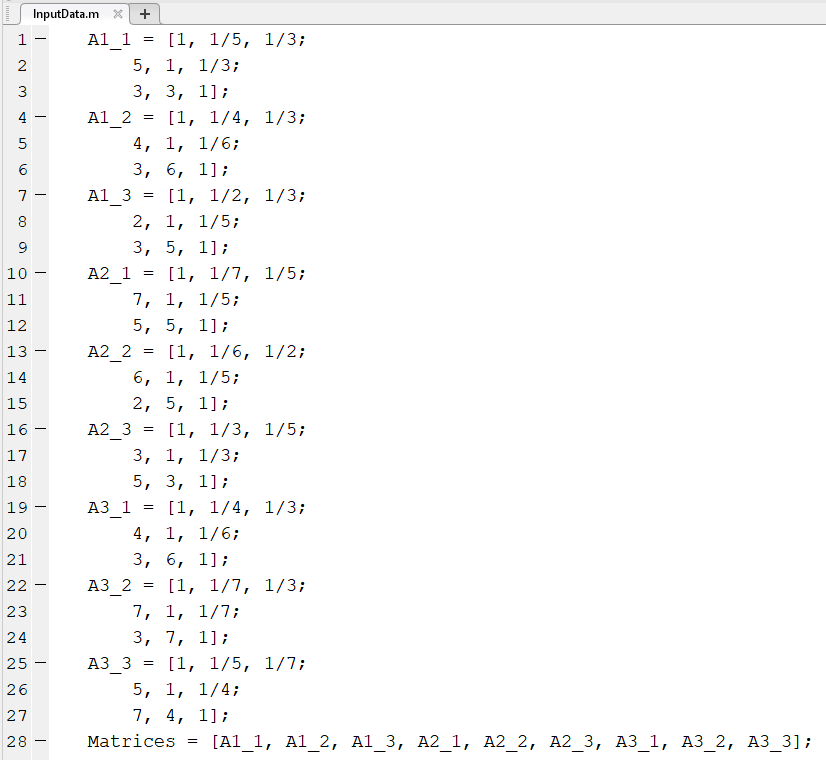 InputData.m × +
1 – A1_1 = [1, 1/5, 1/3;
2 5, 1, 1/3;
3 3, 3, 1];
4 – A1_2 = [1, 1/4, 1/3;
5 4, 1, 1/6;
6 3, 6, 1];
7 – A1_3 = [1, 1/2, 1/3;
8 2, 1, 1/5;
9 3, 5, 1];
10 – A2_1 = [1, 1/7, 1/5;
11 7, 1, 1/5;
12 5, 5, 1];
13 – A2_2 = [1, 1/6, 1/2;
14 6, 1, 1/5;
15 2, 5, 1];
16 – A2_3 = [1, 1/3, 1/5;
17 3, 1, 1/3;
18 5, 3, 1];
19 – A3_1 = [1, 1/4, 1/3;
20 4, 1, 1/6;
21 3, 6, 1];
22 – A3_2 = [1, 1/7, 1/3;
23 7, 1, 1/7;
24 3, 7, 1];
25 – A3_3 = [1, 1/5, 1/7;
26 5, 1, 1/4;
27 7, 4, 1];
28 – Matrices = [A1_1, A1_2, A1_3, A2_1, A2_2, A2_3, A3_1, A3_2, A3_3];